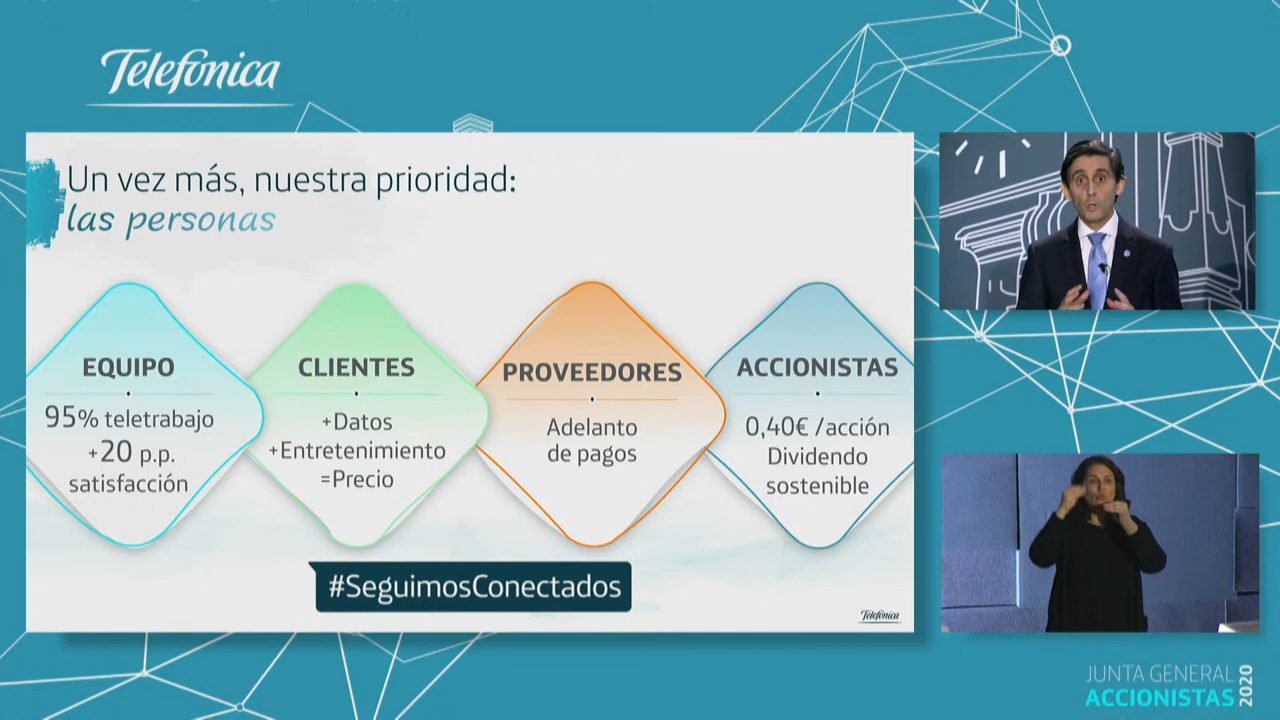 Telefónica
Un vez más, nuestra prioridad:
las personas
EQUIPO
95% teletrabajo
+20 p.p.
satisfacción
CLIENTES
+Datos
+Entretenimiento
=Precio
PROVEEDORES
Adelanto
de pagos
ACCIONISTAS
0,40€ /acción
Dividendo
sostenible
#SeguimosConectados
Telefónica
JUNTA GENERAL
ACCIONISTAS 2020